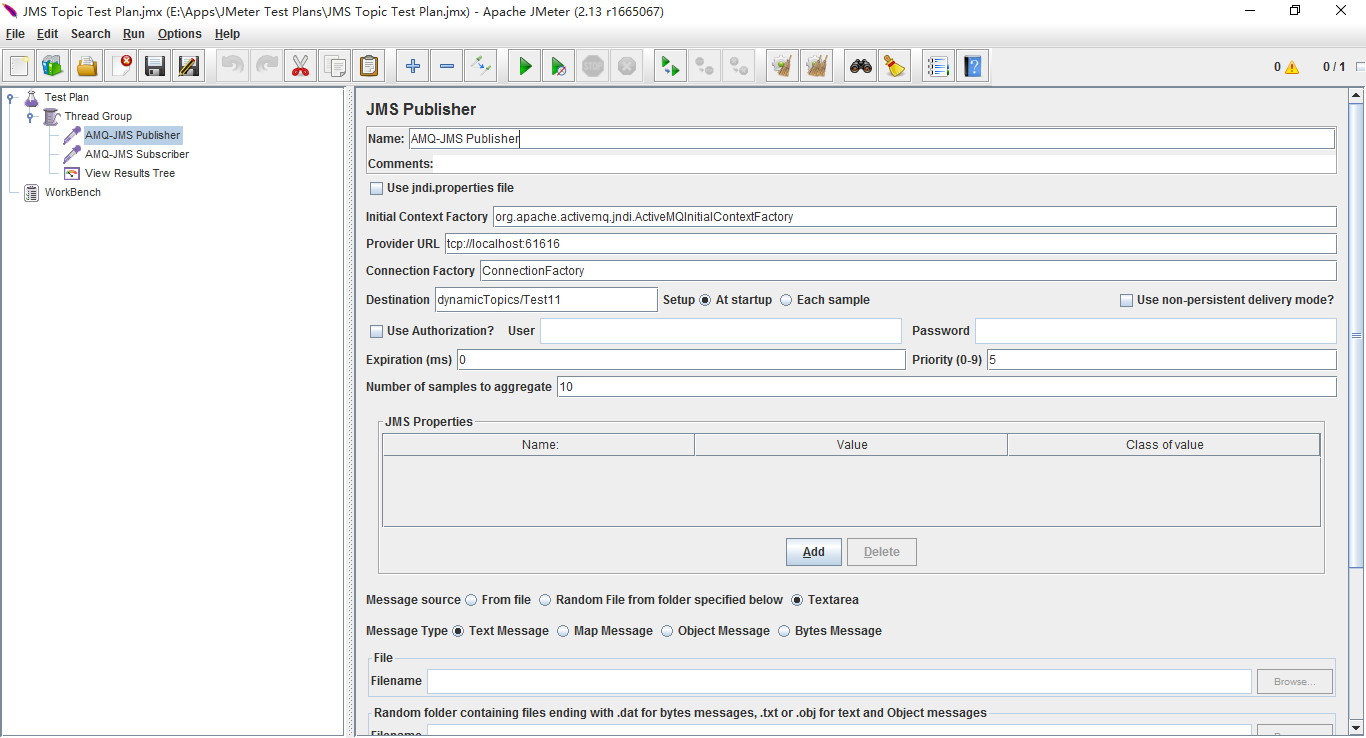 JMS Topic Test Plan.jmx (E:\Apps\JMeter Test Plans\JMS Topic Test Plan.jmx) - Apache JMeter (2.13 r1665067)
File Edit Search Run Options Help
0 0 / 1
Test Plan
Thread Group
AMQ-JMS Publisher
AMQ-JMS Subscriber
View Results Tree
WorkBench
JMS Publisher
Name: AMQ-JMS Publisher
Comments:
Use jndi.properties file
Initial Context Factory org.apache.activemq.jndi.ActiveMQInitialContextFactory
Provider URL tcp://localhost:61616
Connection Factory ConnectionFactory
Destination dynamicTopics/Test11 Setup At startup Each sample Use non-persistent delivery mode?
Use Authorization? User Password
Expiration (ms) 0 Priority (0-9) 5
Number of samples to aggregate 10
JMS Properties
Name: Value Class of value
Add Delete
Message source From file Random File from folder specified below Textarea
Message Type Text Message Map Message Object Message Bytes Message
File
Filename Browse...
Random folder containing files ending with .dat for bytes messages, .txt or .obj for text and Object messages
Filename